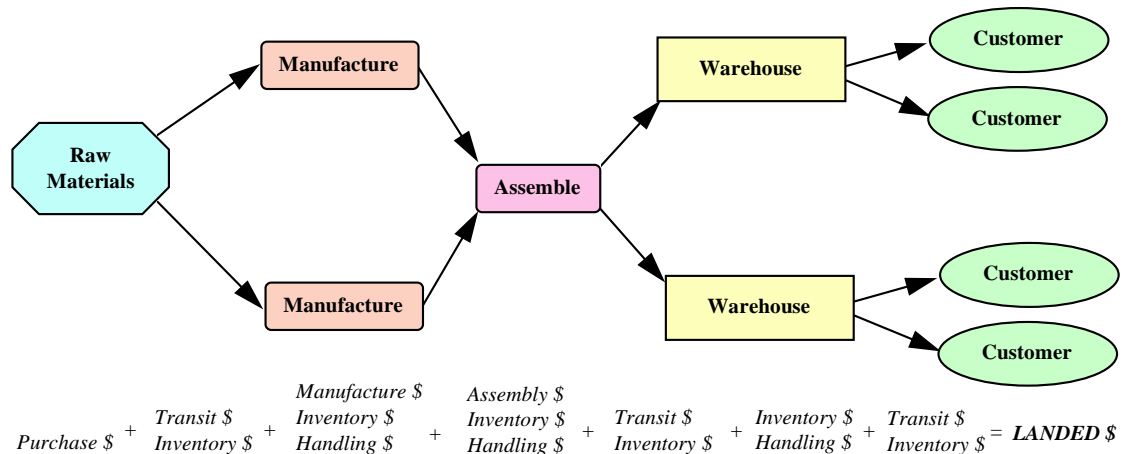 Customer
Manufacture
Warehouse
Customer
Raw
Materials
Assemble
Customer
Manufacture
Warehouse
Customer
Manufacture $
Assembly $
Transit $
Inventory $
Inventory $
Transit $
Inventory $
Transit $
Purchase $ + Inventory $ + Handling $ + Handling $ + Inventory $ + Handling $ + Inventory $ = LANDED $